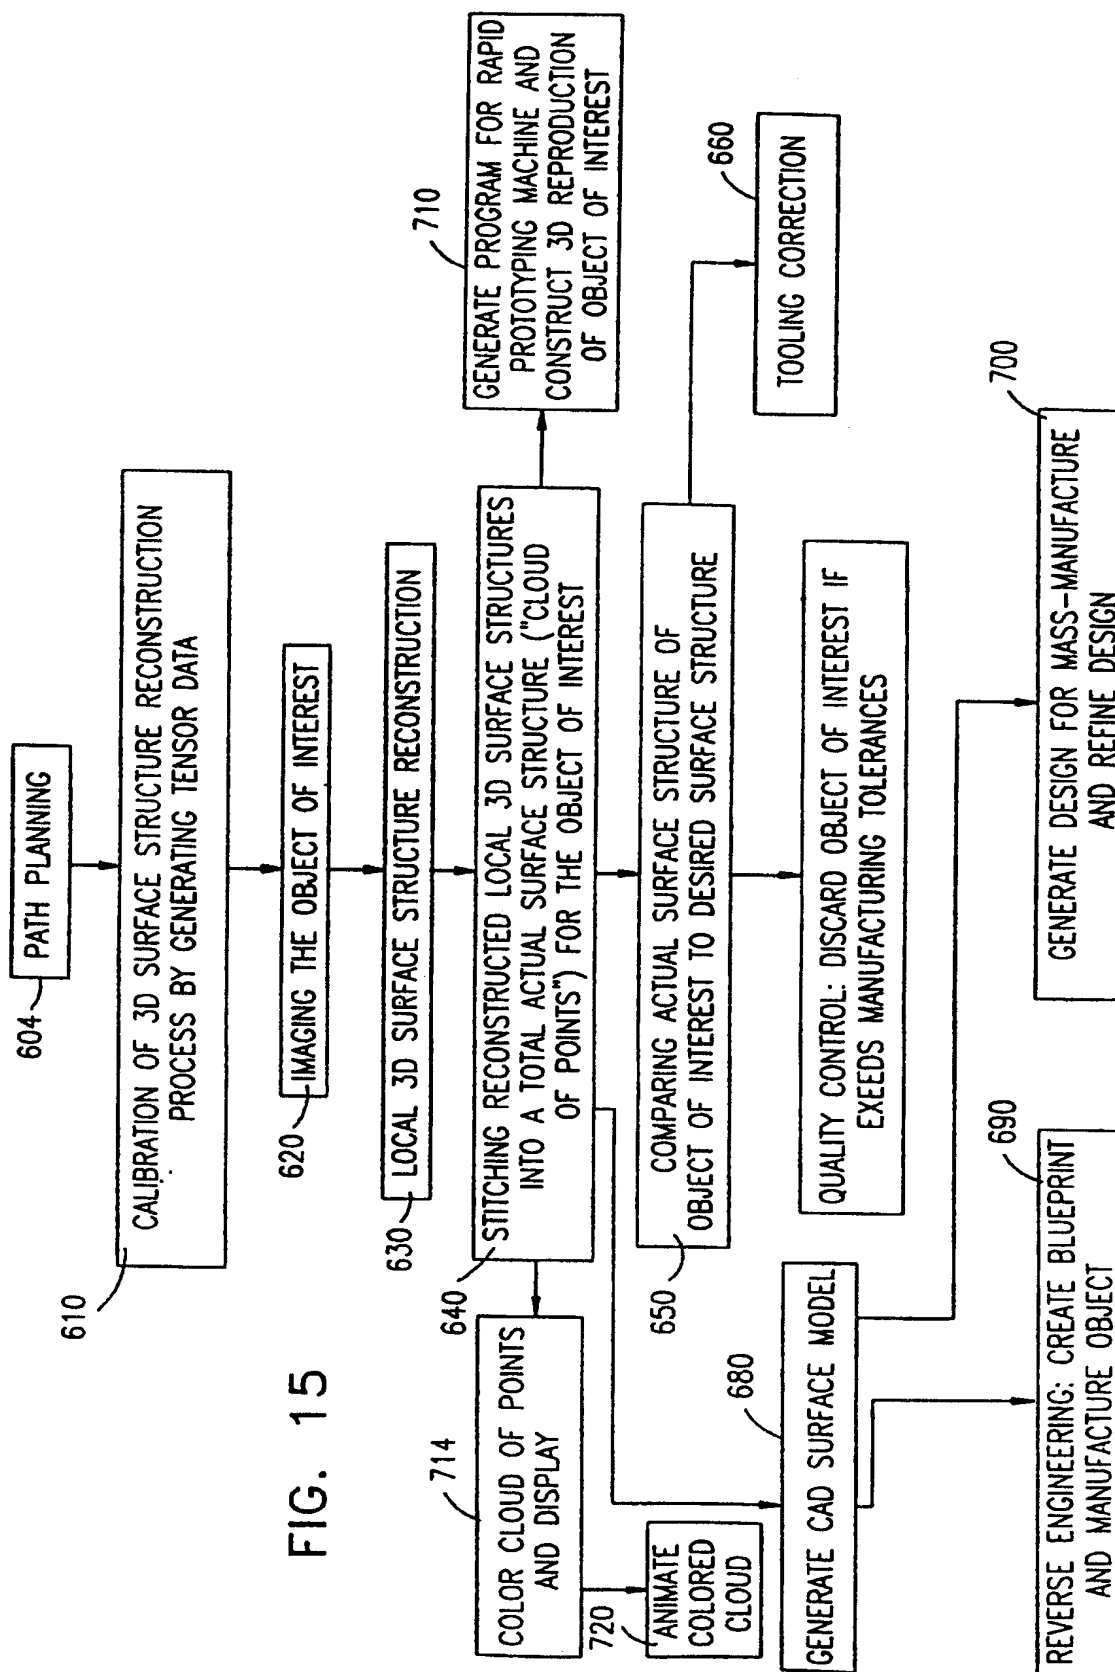 FIG. 15
604
PATH PLANNING
610
CALIBRATION OF 3D SURFACE STRUCTURE RECONSTRUCTION
PROCESS BY GENERATING TENSOR DATA
620
IMAGING THE OBJECT OF INTEREST
630
LOCAL 3D SURFACE STRUCTURE RECONSTRUCTION
640
STITCHING RECONSTRUCTED LOCAL 3D SURFACE STRUCTURES
INTO A TOTAL ACTUAL SURFACE STRUCTURE ("CLOUD
OF POINTS") FOR THE OBJECT OF INTEREST
710
GENERATE PROGRAM FOR RAPID
PROTOTYPING MACHINE AND
CONSTRUCT 3D REPRODUCTION
OF OBJECT OF INTEREST
714
COLOR CLOUD OF POINTS
AND DISPLAY
720
ANIMATE
COLORED
CLOUD
650
COMPARING ACTUAL SURFACE STRUCTURE OF
OBJECT OF INTEREST TO DESIRED SURFACE STRUCTURE
660
TOOLING CORRECTION
QUALITY CONTROL: DISCARD OBJECT OF INTEREST IF
EXEEDS MANUFACTURING TOLERANCES
680
GENERATE CAD SURFACE MODEL
690
REVERSE ENGINEERING: CREATE BLUEPRINT
AND MANUFACTURE OBJECT
700
GENERATE DESIGN FOR MASS-MANUFACTURE
AND REFINE DESIGN